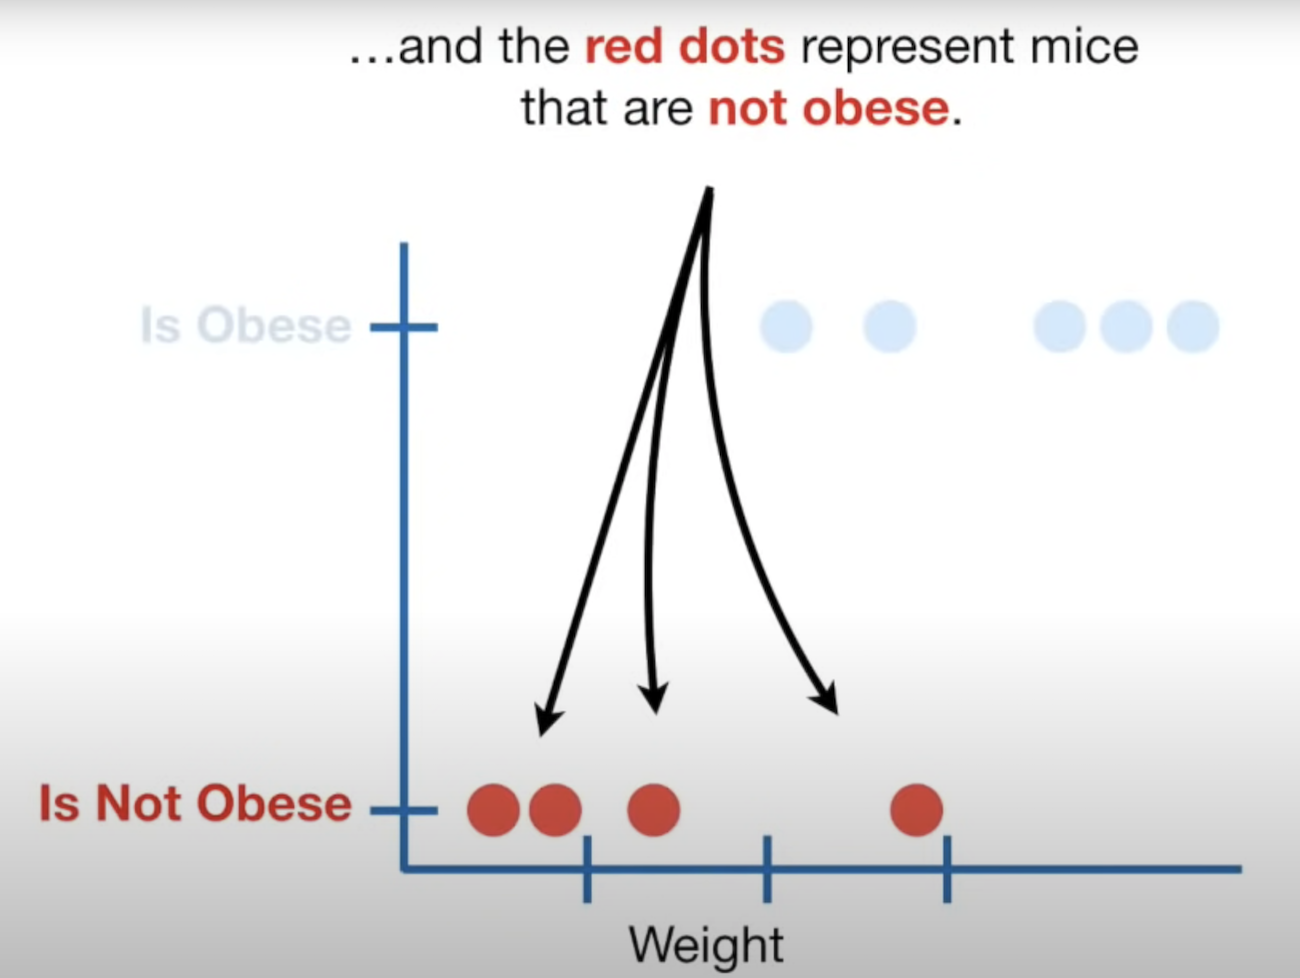 ...and the red dots represent mice
that are not obese.
Is Obese
Is Not Obese
Weight